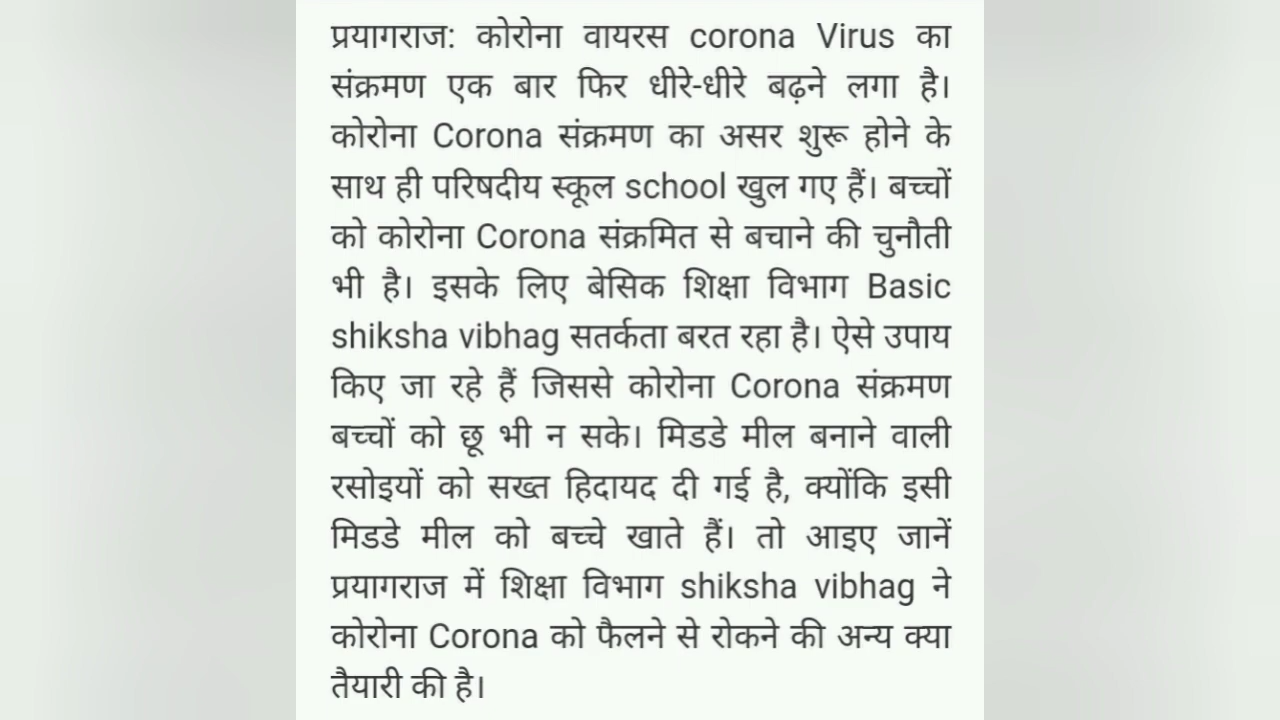 प्रयागराज: कोरोना वायरस corona Virus का
संक्रमण एक बार फिर धीरे-धीरे बढ़ने लगा है।
कोरोना Corona संक्रमण का असर शुरू होने के
साथ ही परिषदीय स्कूल school खुल गए हैं। बच्चों
को कोरोना Corona संक्रमित से बचाने की चुनौती
भी है। इसके लिए बेसिक शिक्षा विभाग Basic
shiksha vibhag सतर्कता बरत रहा है। ऐसे उपाय
किए जा रहे हैं जिससे कोरोना Corona संक्रमण
बच्चों को छू भी न सके। मिडडे मील बनाने वाली
रसोइयों को सख्त हिदायद दी गई है, क्योंकि इसी
मिडडे मील को बच्चे खाते हैं। तो आइए जानें
प्रयागराज में शिक्षा विभाग shiksha vibhag ने
कोरोना Corona को फैलने से रोकने की अन्य क्या
तैयारी की है।